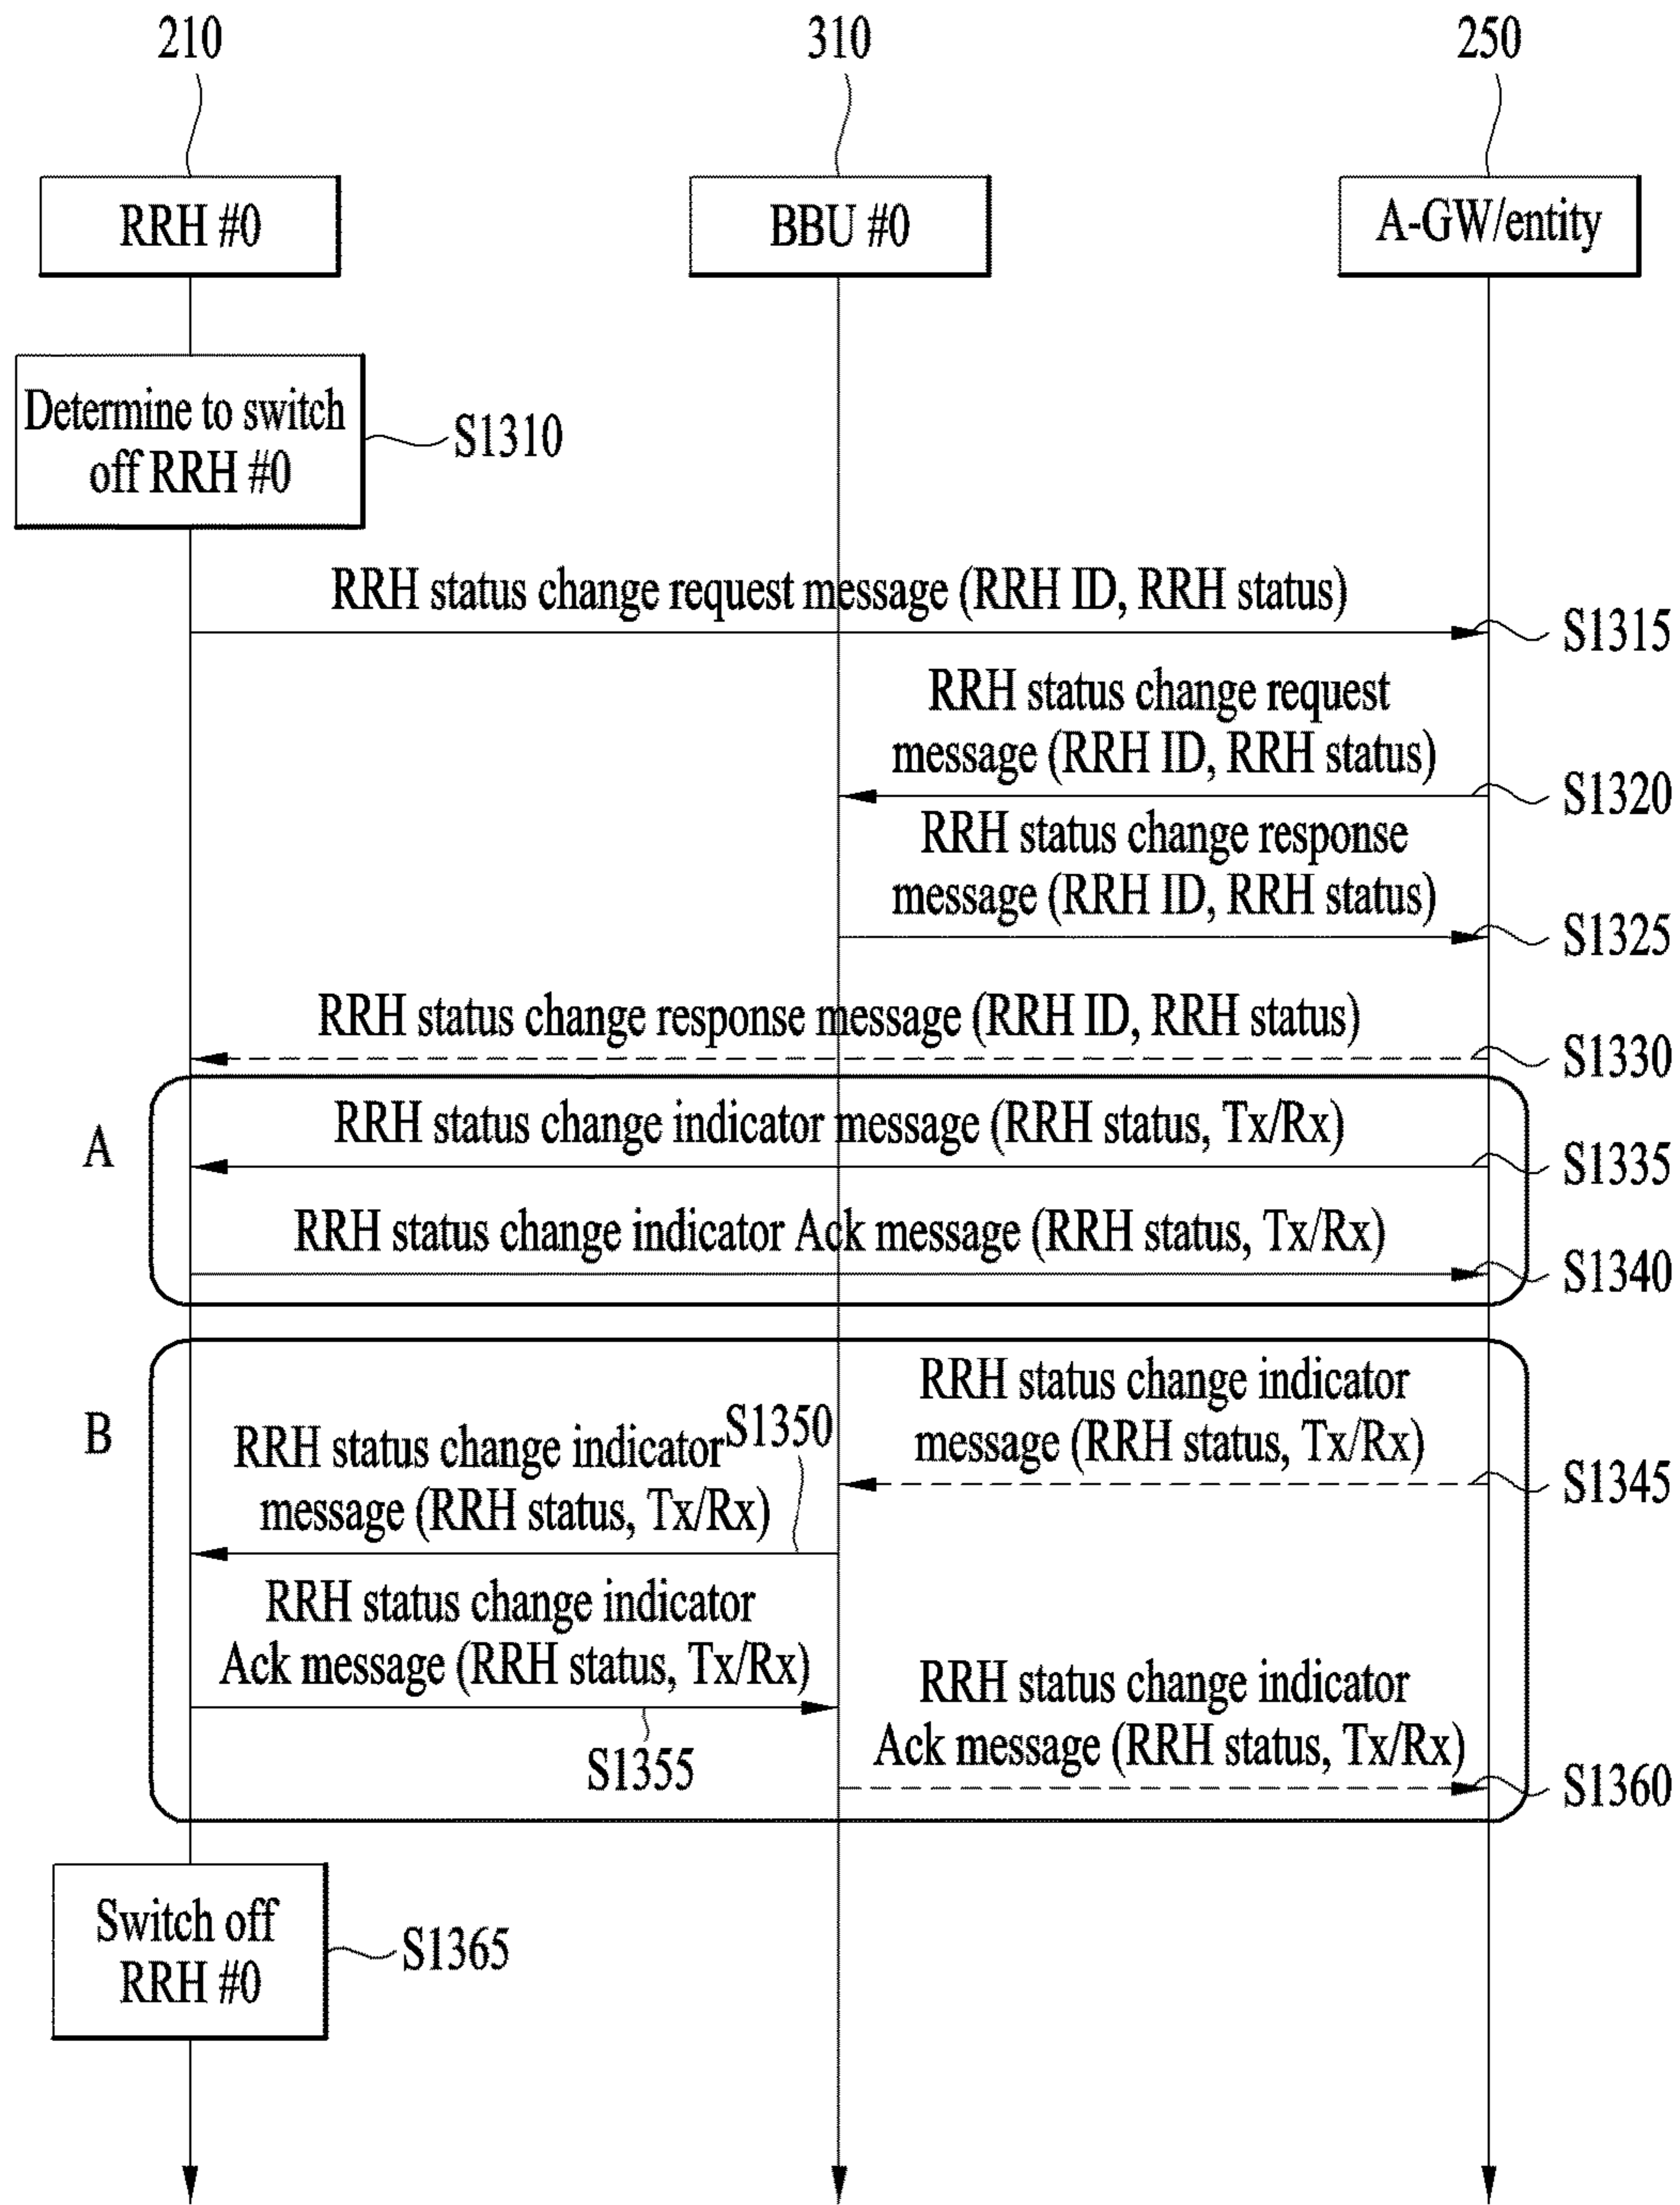 210
310
250
RRH #0
BBU #0
A-GW/entity
Determine to switch
off RRH #0
S1310
RRH status change request message (RRH ID, RRH status)
S1315
RRH status change request
message (RRH ID, RRH status)
S1320
RRH status change response
message (RRH ID, RRH status)
S1325
RRH status change response message (RRH ID, RRH status)
S1330
A
RRH status change indicator message (RRH status, Tx/Rx)
S1335
RRH status change indicator Ack message (RRH status, Tx/Rx)
S1340
B
RRH status change indicator
message (RRH status, Tx/Rx)
S1345
S1350
RRH status change indicator
message (RRH status, Tx/Rx)
RRH status change indicator
Ack message (RRH status, Tx/Rx)
S1355
RRH status change indicator
Ack message (RRH status, Tx/Rx)
S1360
Switch off
RRH #0
S1365